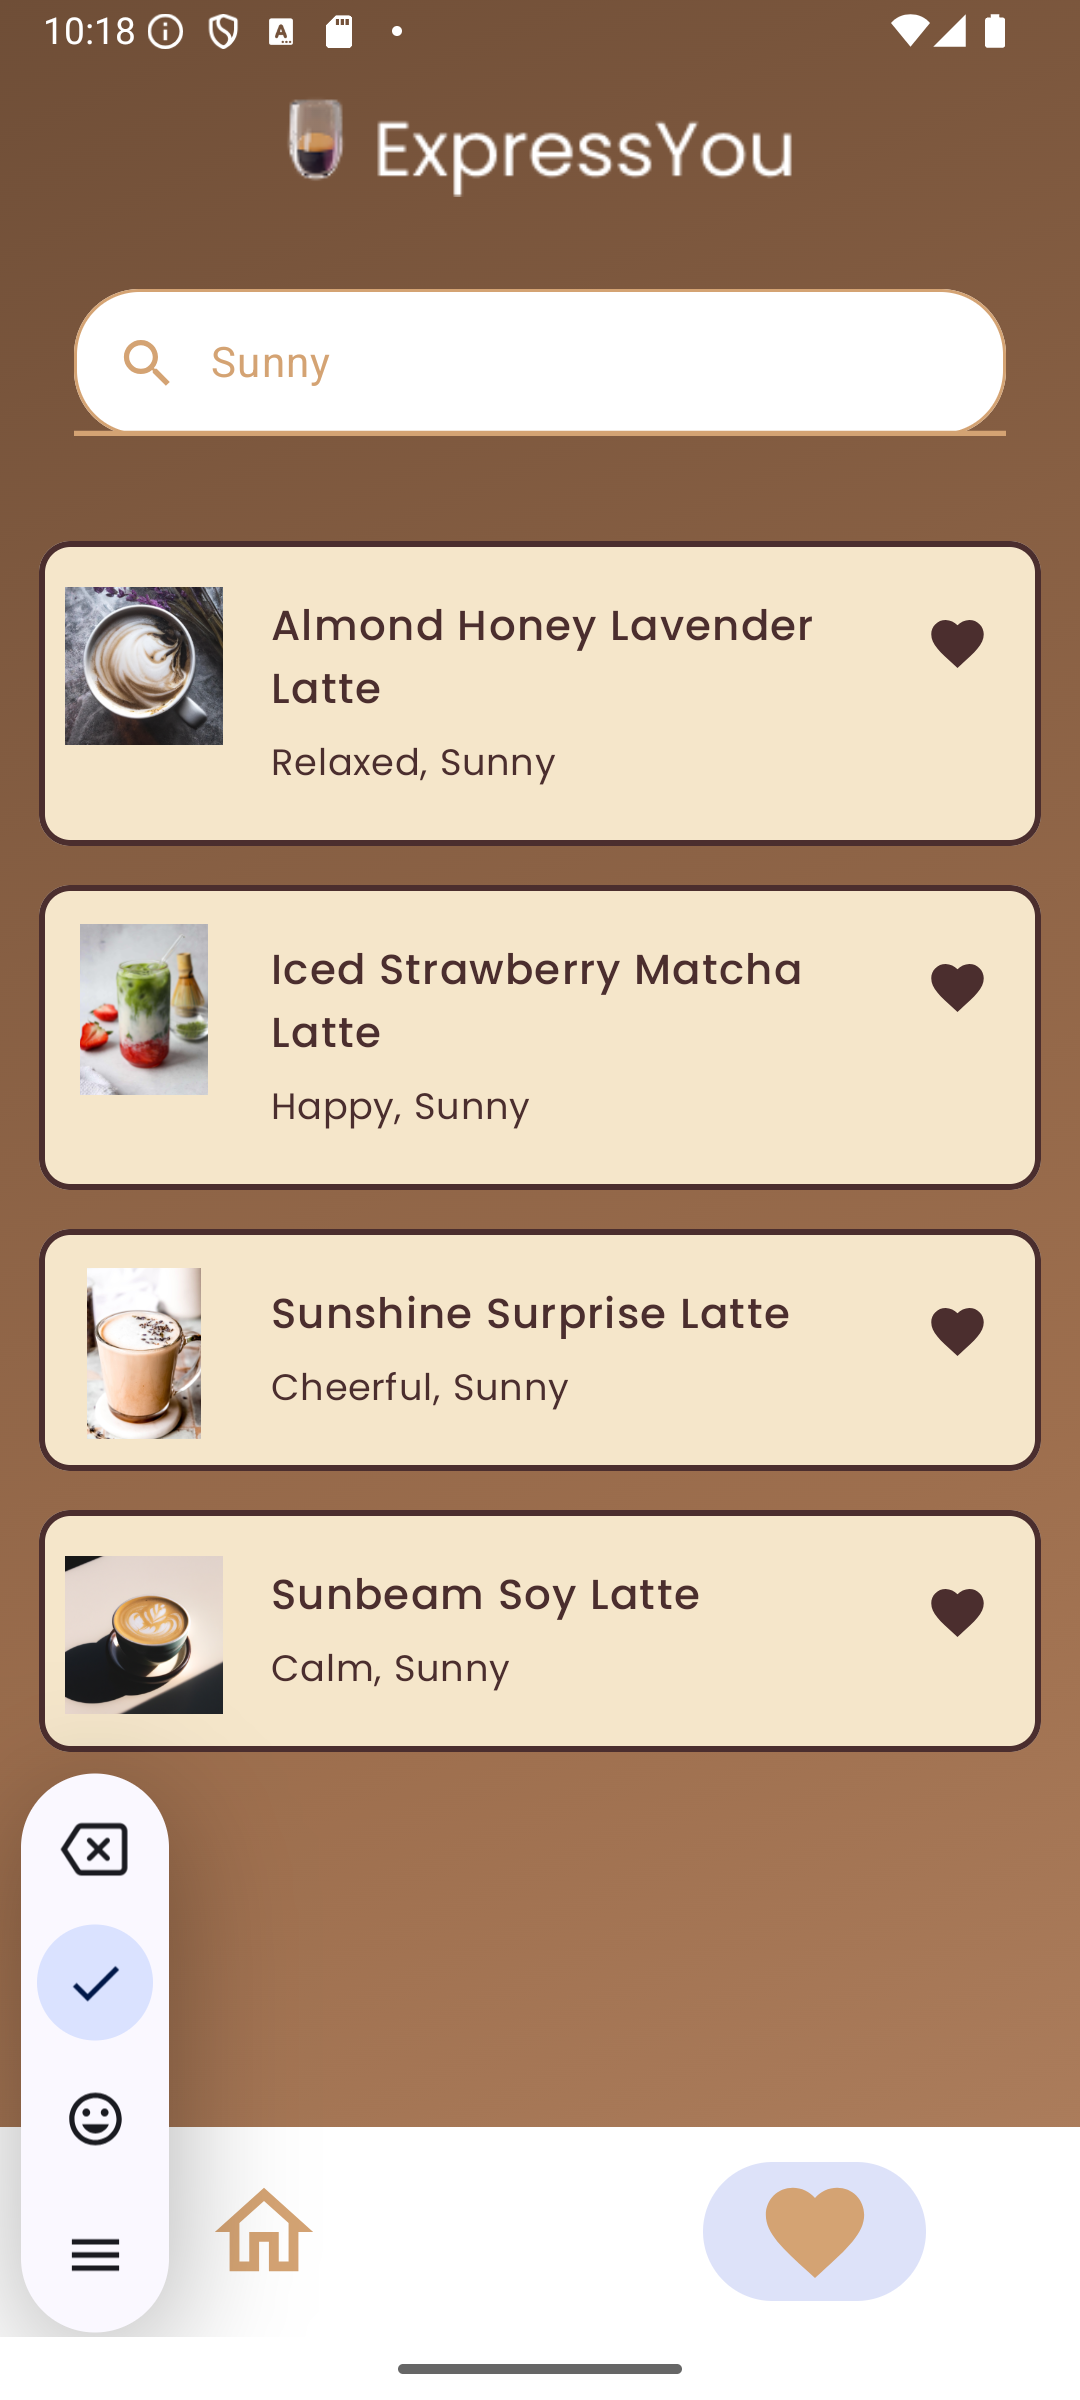 10:18
ExpressYou
Sunny
Almond Honey Lavender
Latte
Relaxed, Sunny
Iced Strawberry Matcha
Latte
Happy, Sunny
Sunshine Surprise Latte
Cheerful, Sunny
Sunbeam Soy Latte
Calm, Sunny